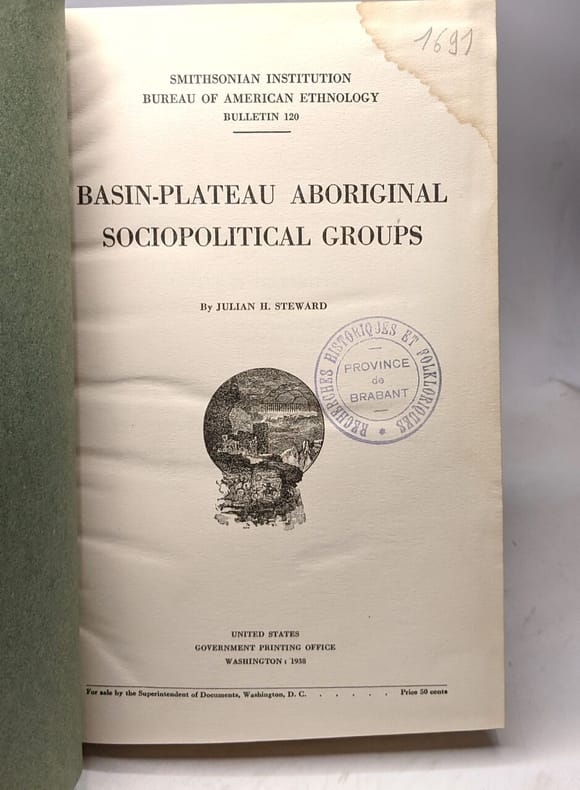 1691
SMITHSONIAN INSTITUTION
BUREAU OF AMERICAN ETHNOLOGY
BULLETIN 120
BASIN-PLATEAU ABORIGINAL
SOCIOPOLITICAL GROUPS
By JULIAN H. STEWARD
RECHERCHES HISTORIQUES ET FOLKLORIQUES
PROVINCE
de
BRABANT
UNITED STATES
GOVERNMENT PRINTING OFFICE
WASHINGTON : 1938
For sale by the Superintendent of Documents, Washington, D. C. . . . . . Price 50 cents